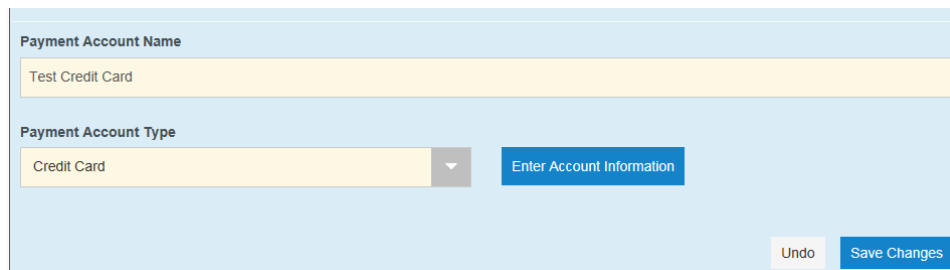 Payment Account Name
Test Credit Card
Payment Account Type
Credit Card
Enter Account Information
Undo
Save Changes